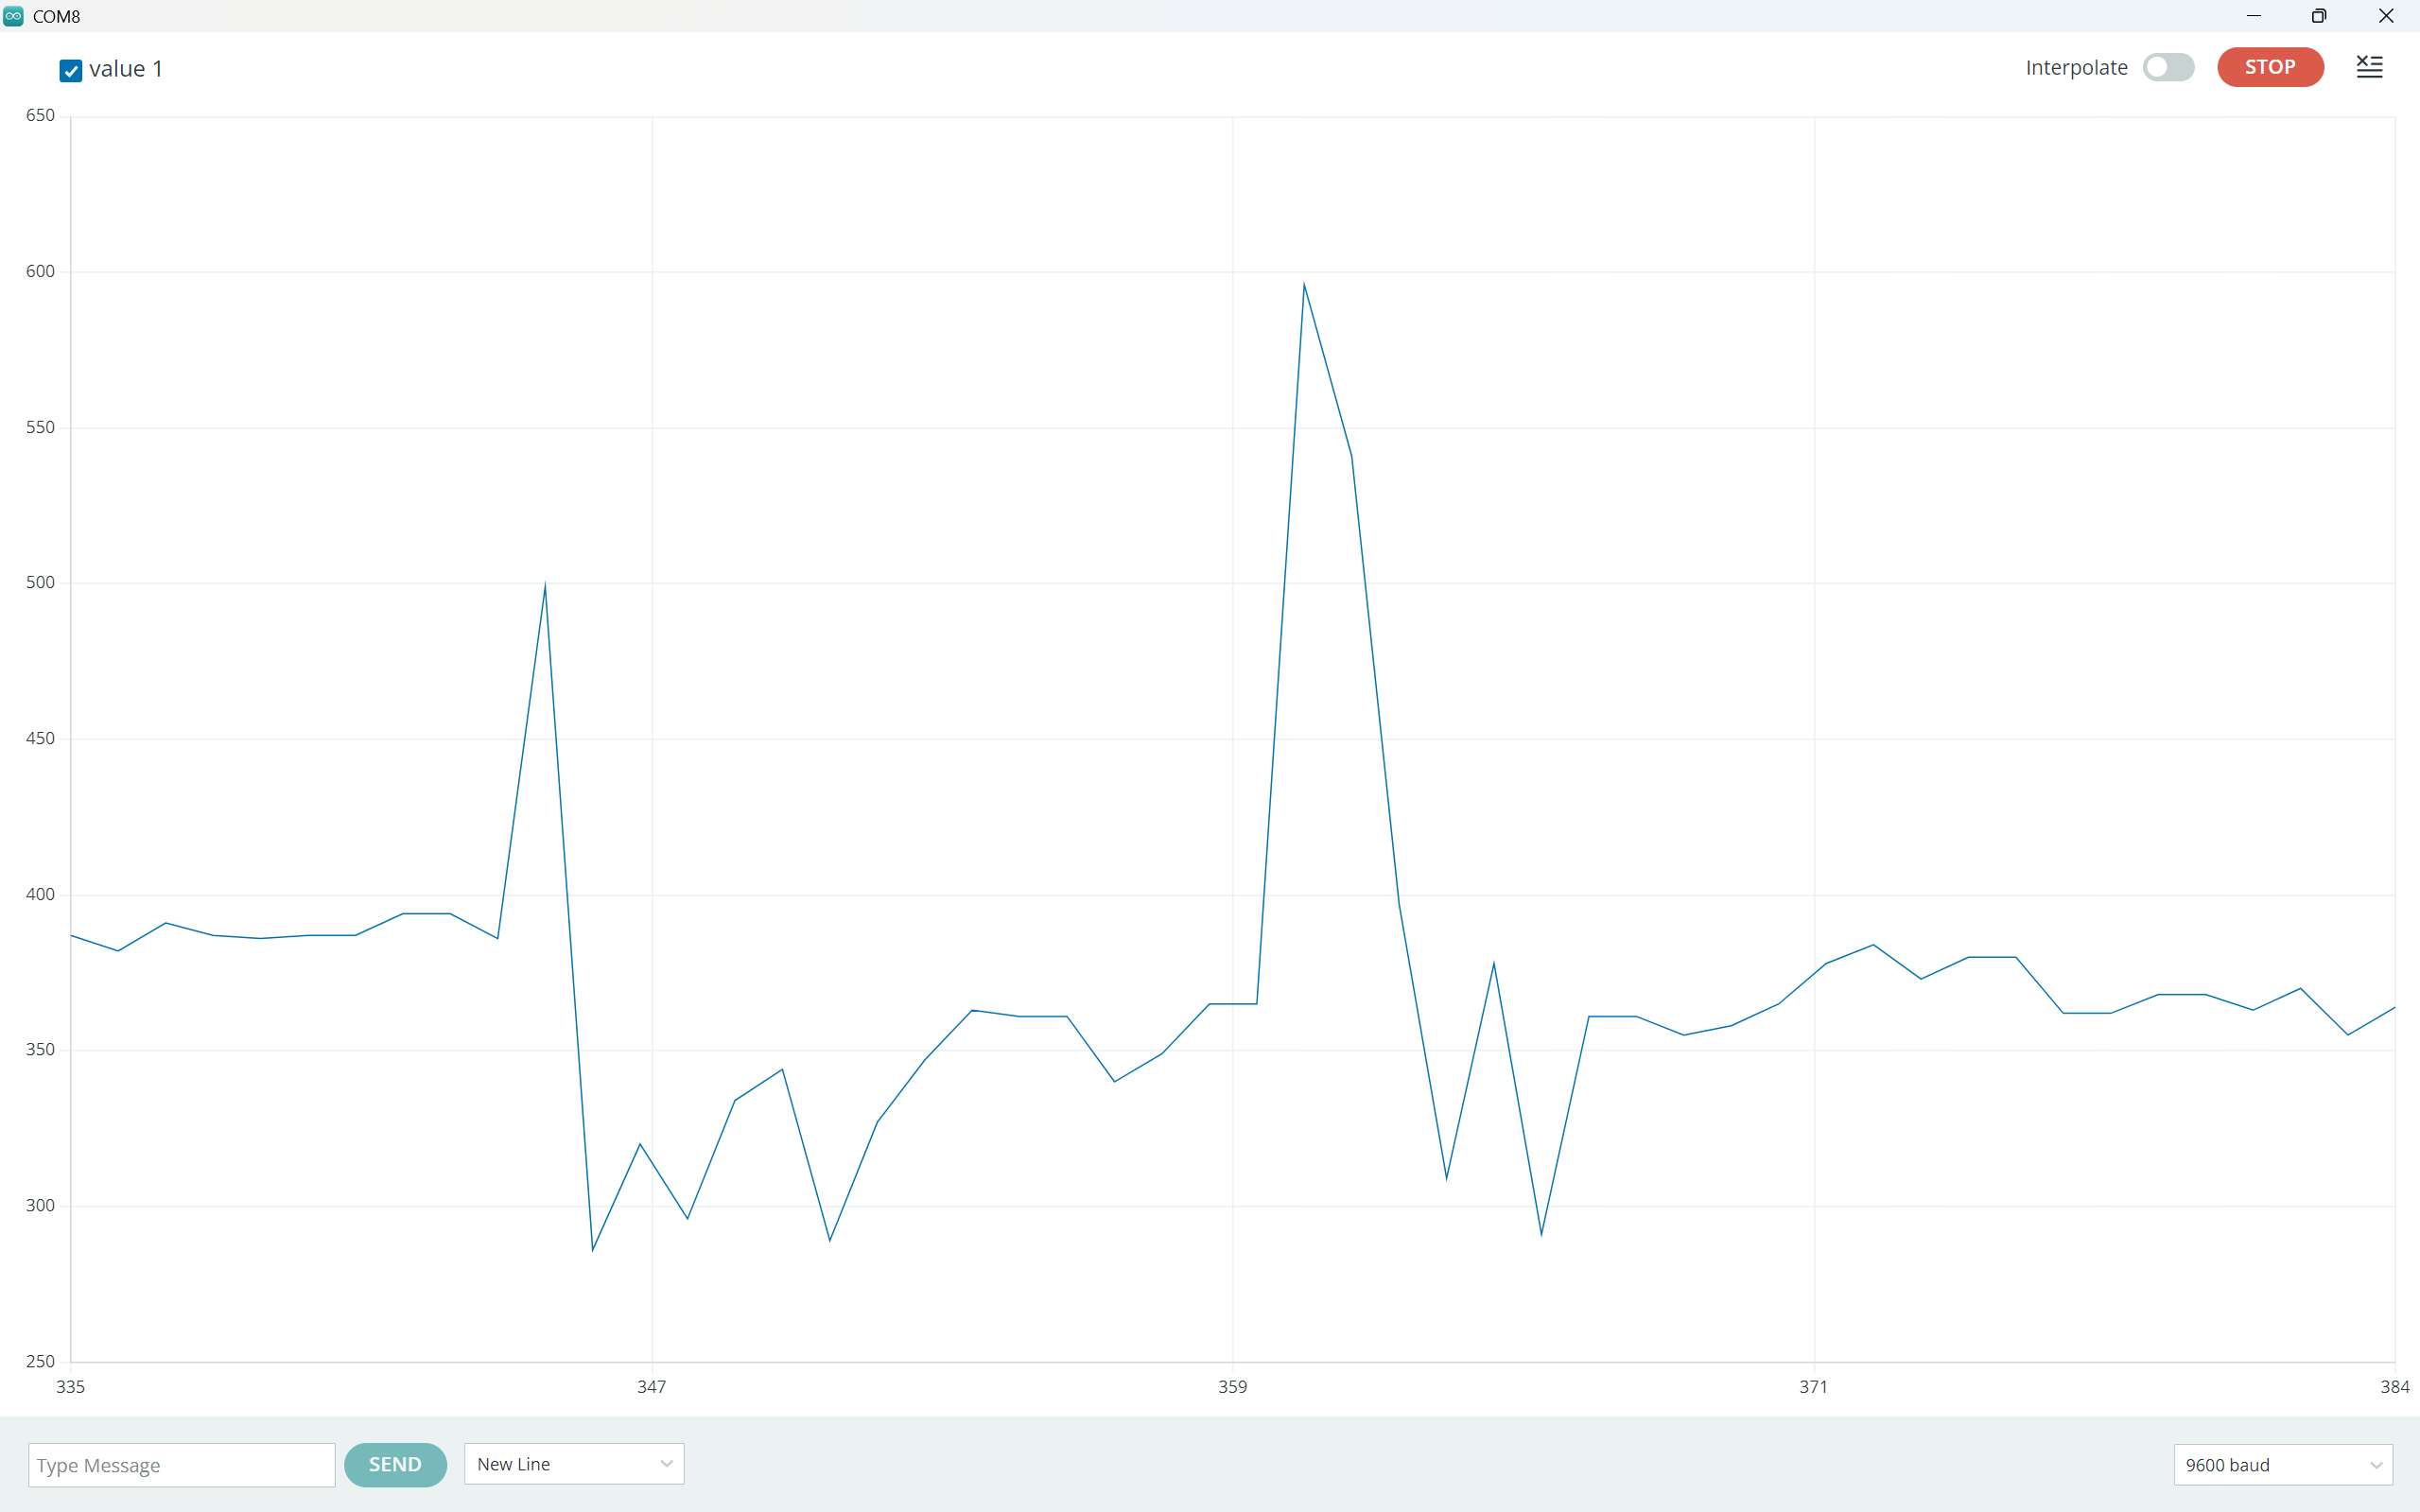 COM8
value 1
Interpolate
STOP
650
600
550
500
450
400
350
300
250
335 347 359 371 384
Type Message
SEND
New Line
9600 baud